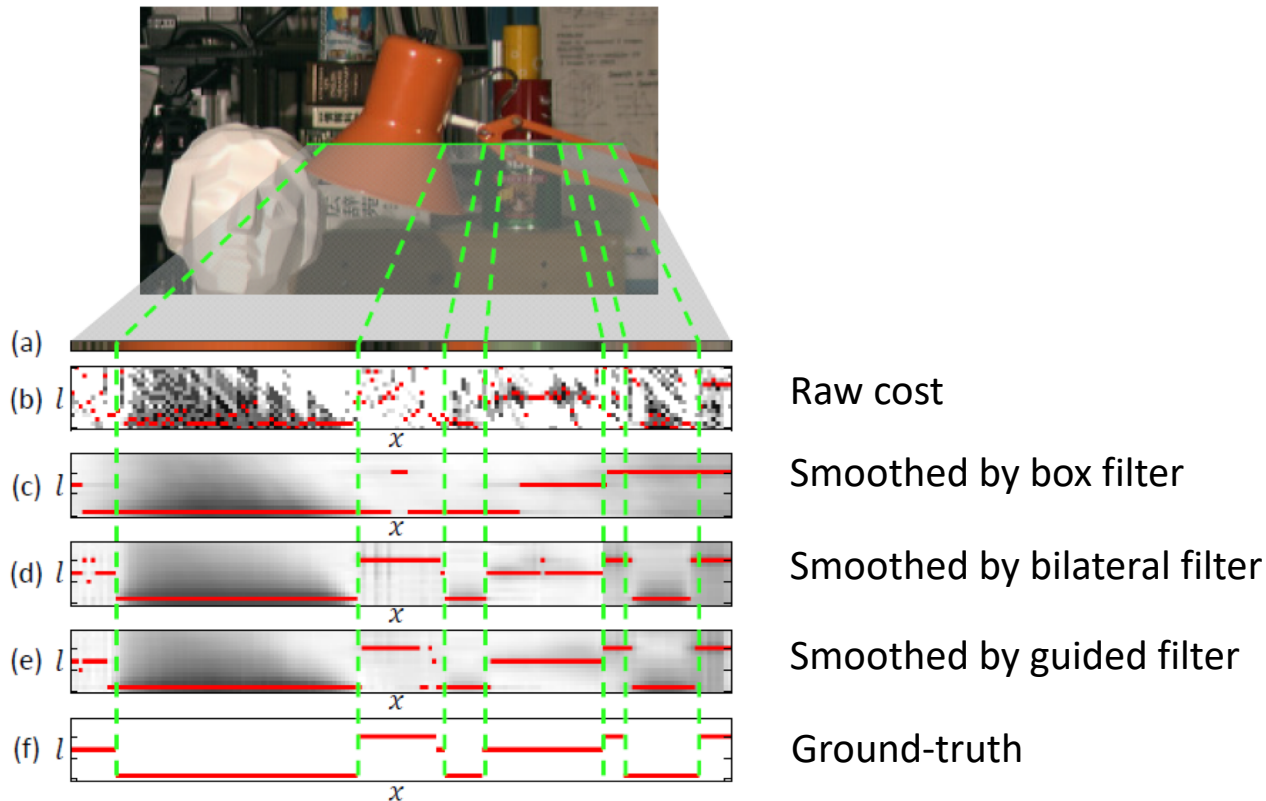 (a)
(b) l Raw cost
x
(c) l Smoothed by box filter
x
(d) l Smoothed by bilateral filter
x
(e) l Smoothed by guided filter
x
(f) l Ground-truth
x